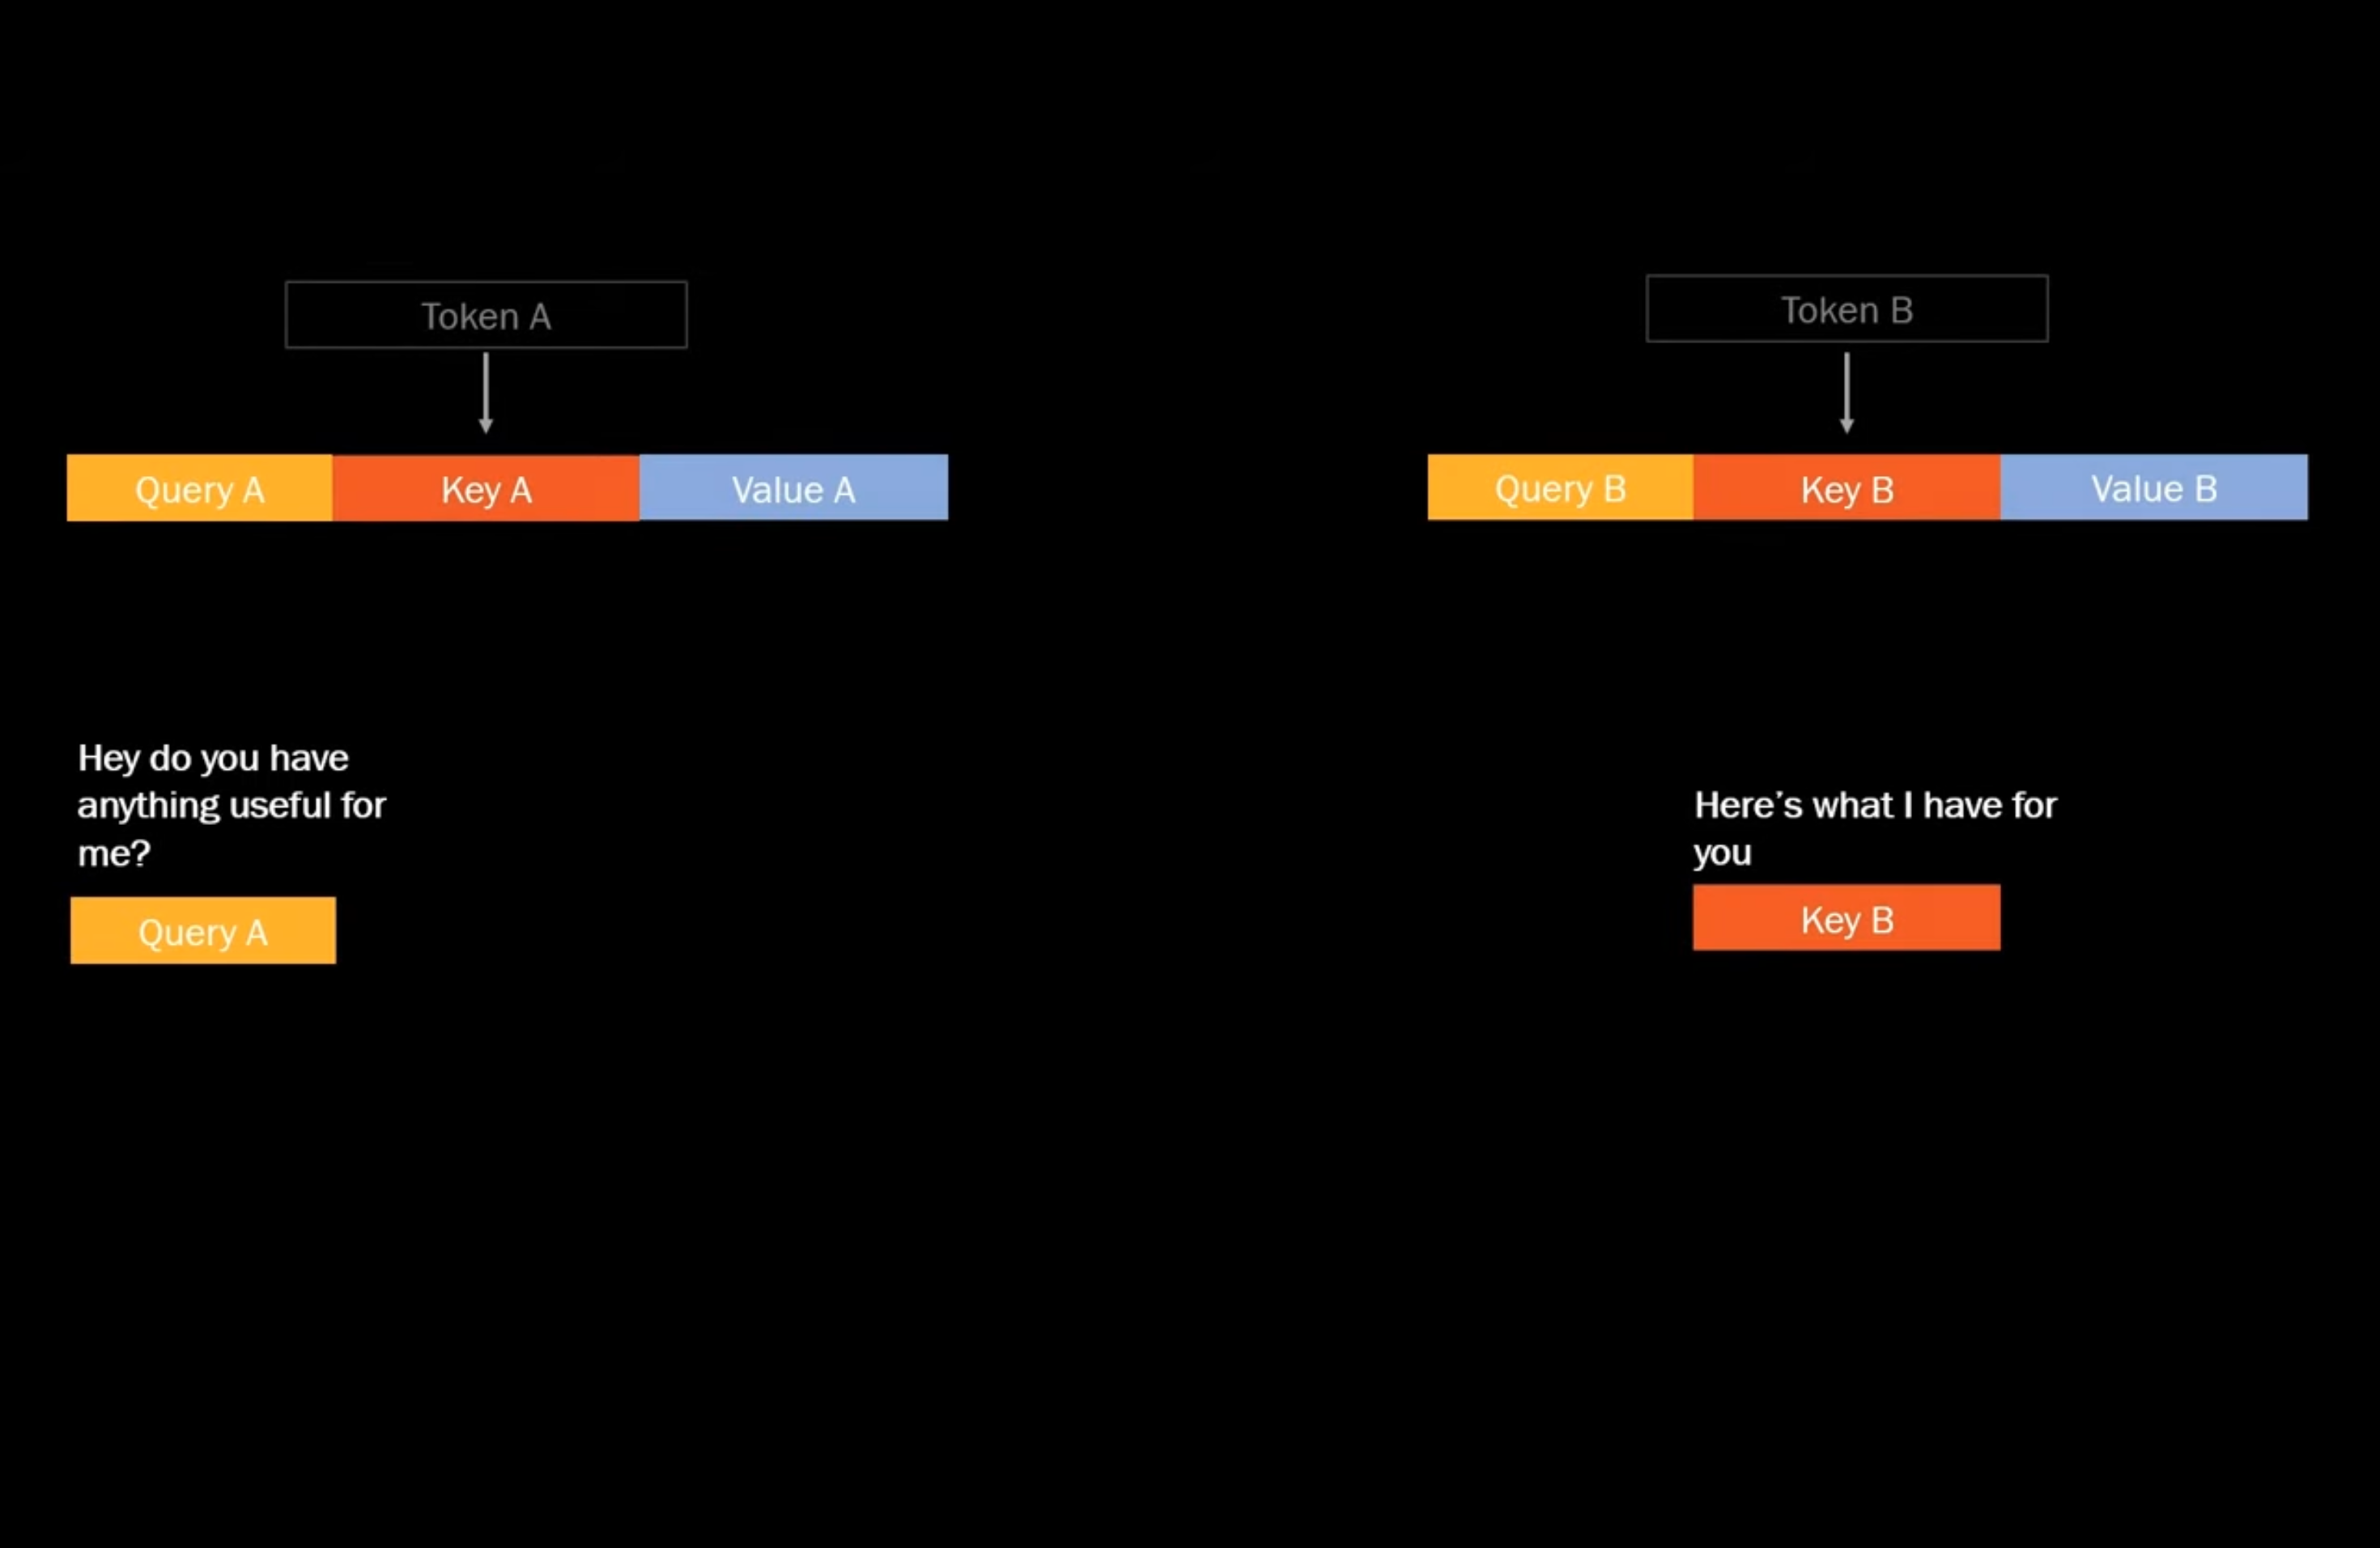 Token A
Token B
Query A
Key A
Value A
Query B
Key B
Value B
Hey do you have
anything useful for
me?
Query A
Here's what I have for
you
Key B